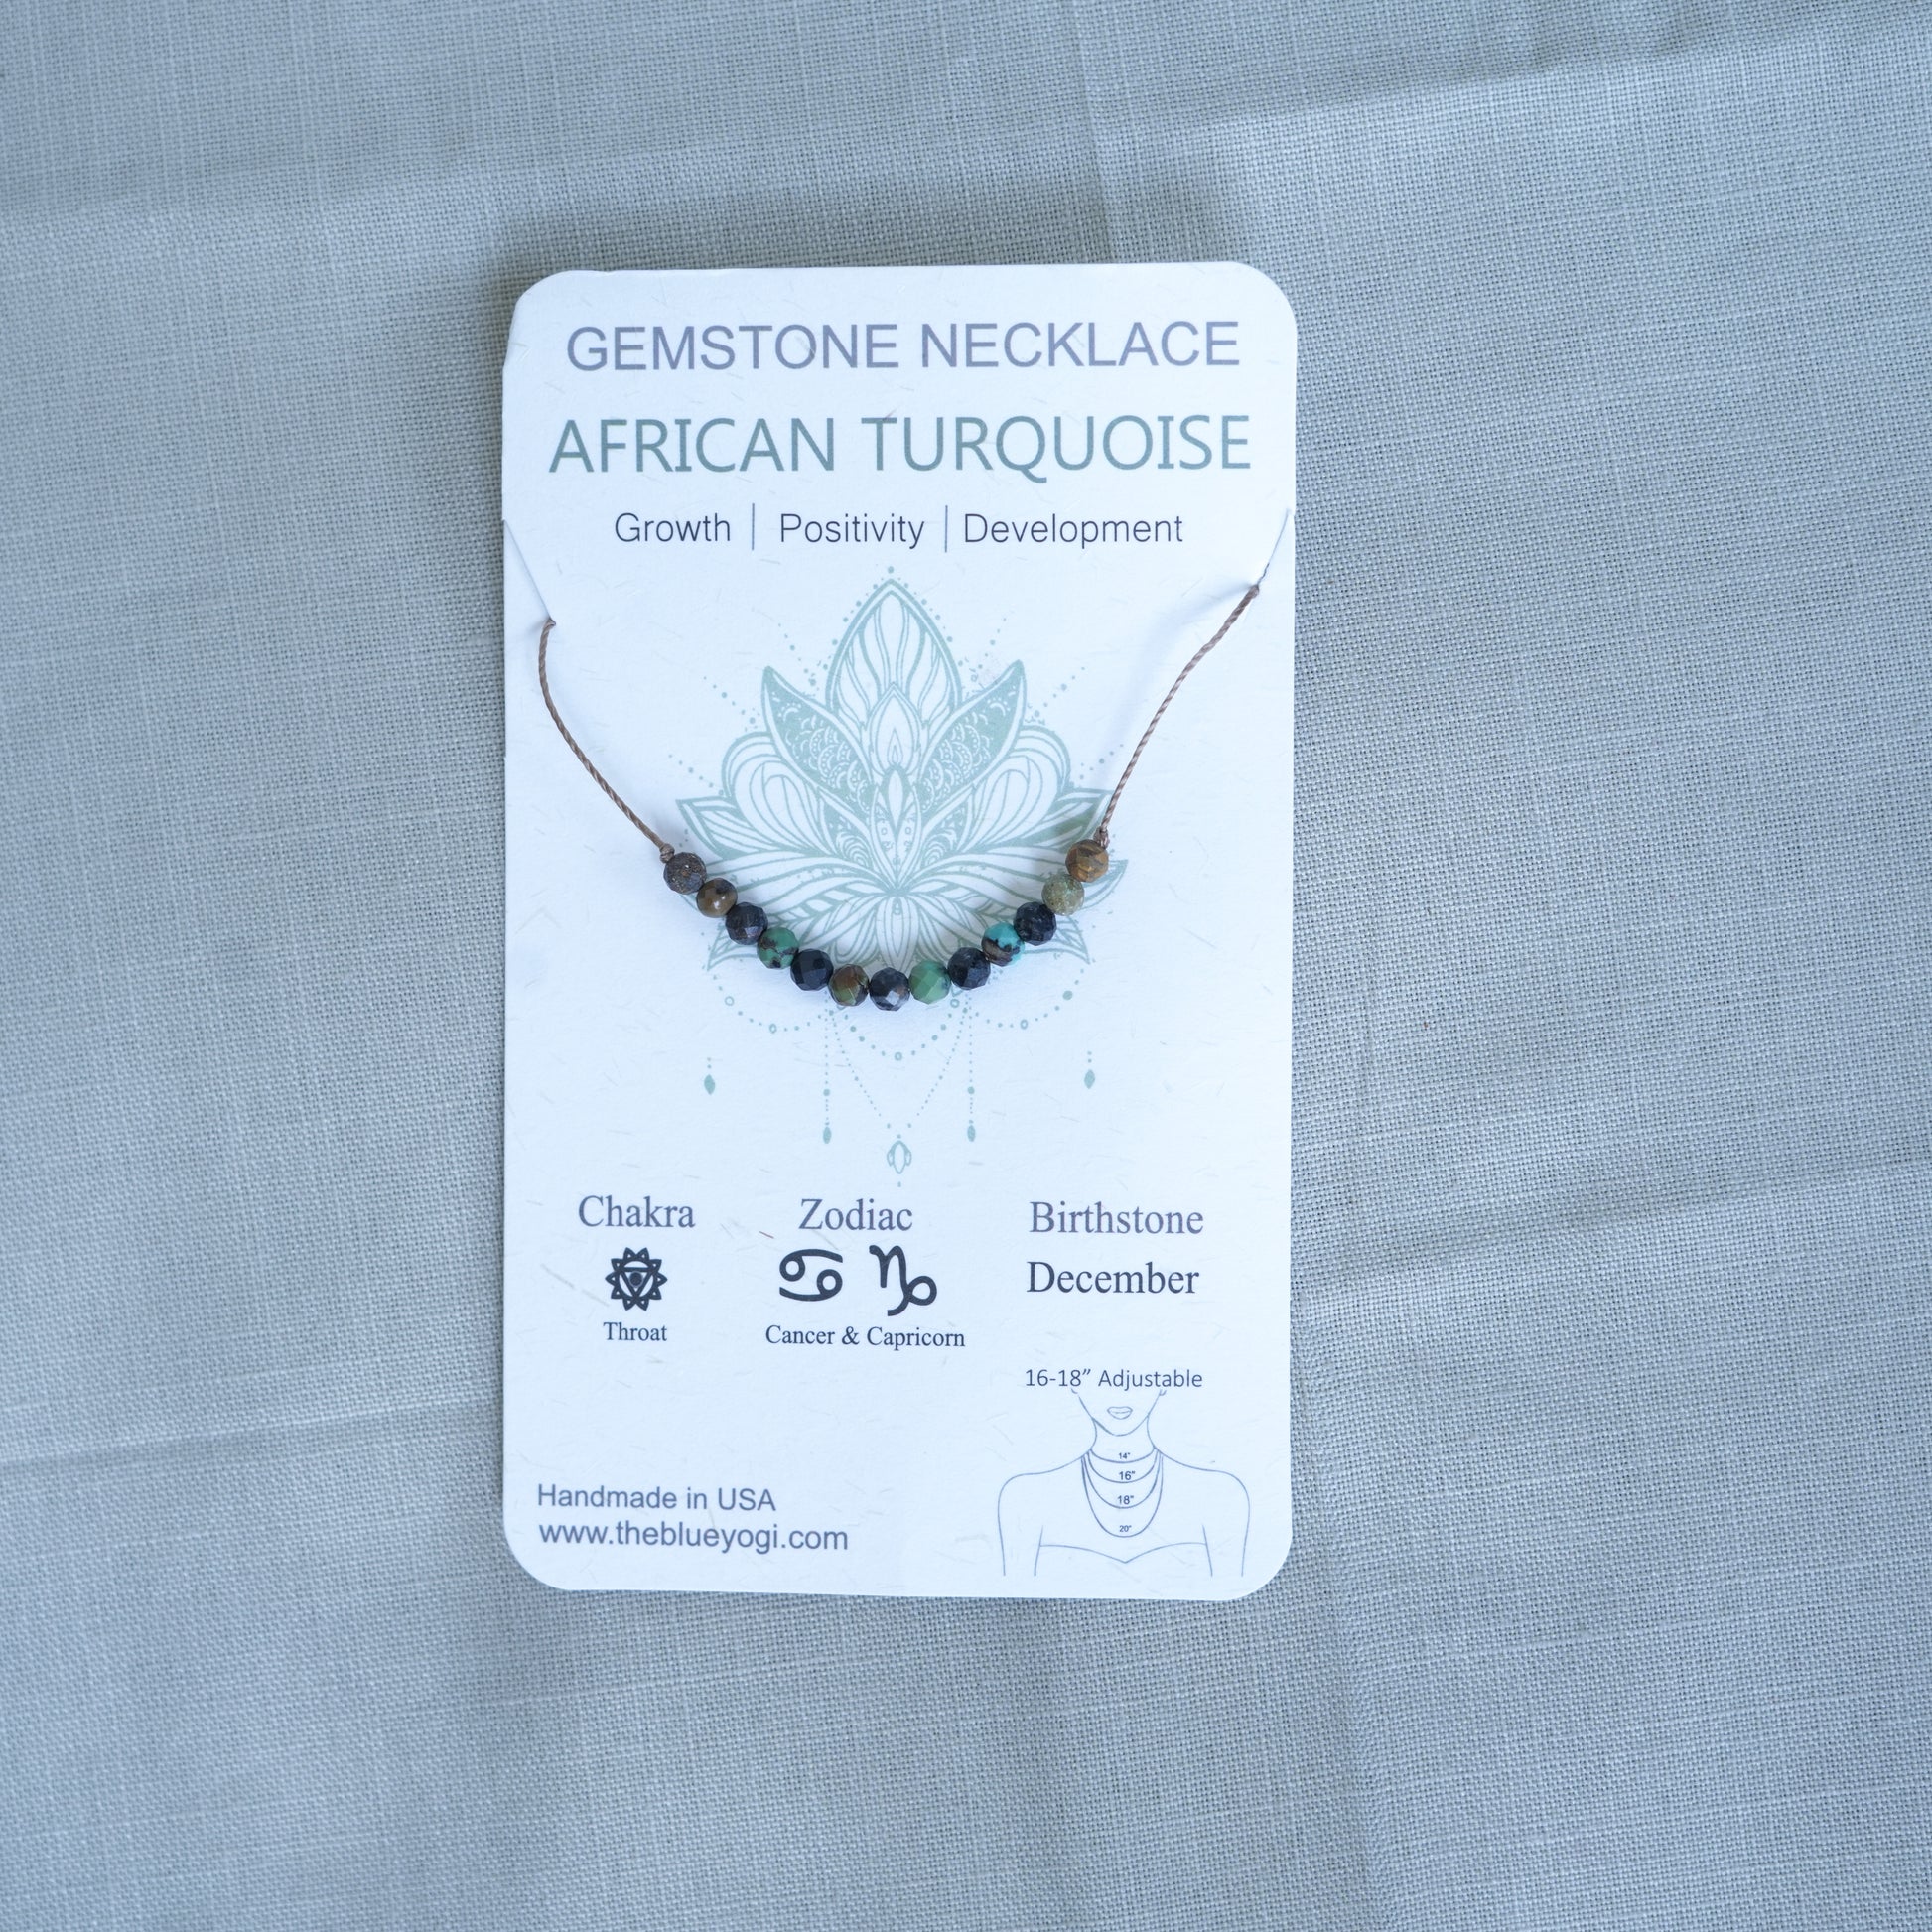 GEMSTONE NECKLACE
AFRICAN TURQUOISE
Growth | Positivity | Development
Chakra
Throat
Zodiac
Cancer & Capricorn
Birthstone
December
16-18” Adjustable
14"
16"
18"
20"
Handmade in USA
www.theblueyogi.com